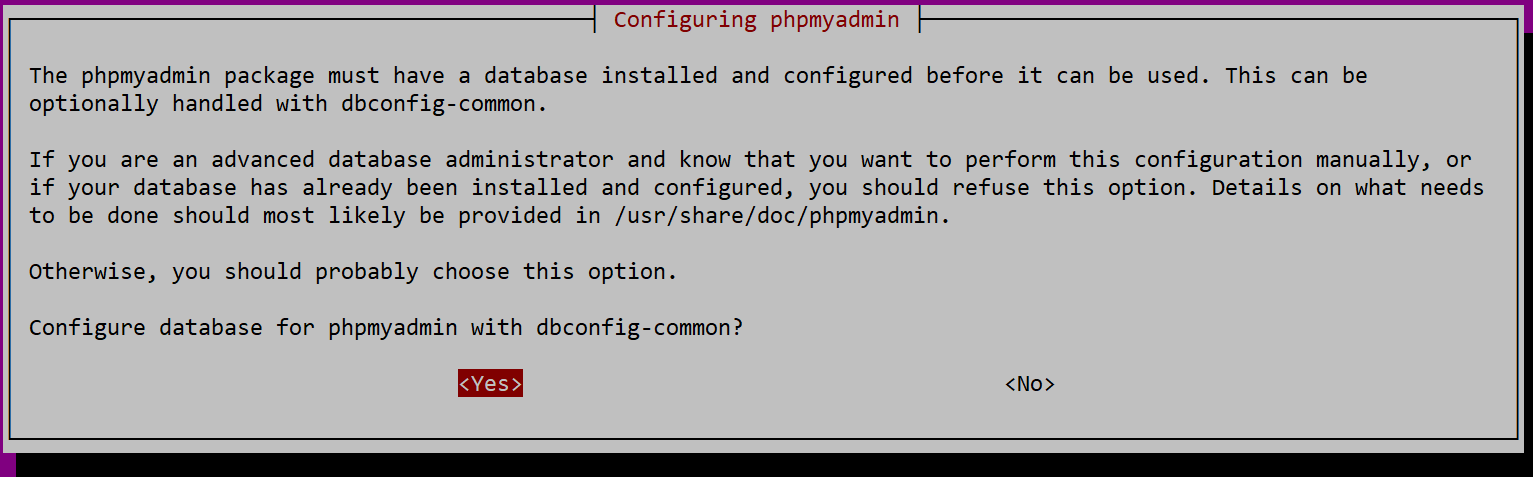 Configuring phpmyadmin
The phpmyadmin package must have a database installed and configured before it can be used. This can be
optionally handled with dbconfig-common.
If you are an advanced database administrator and know that you want to perform this configuration manually, or
if your database has already been installed and configured, you should refuse this option. Details on what needs
to be done should most likely be provided in /usr/share/doc/phpmyadmin.
Otherwise, you should probably choose this option.
Configure database for phpmyadmin with dbconfig-common?
<Yes> <No>